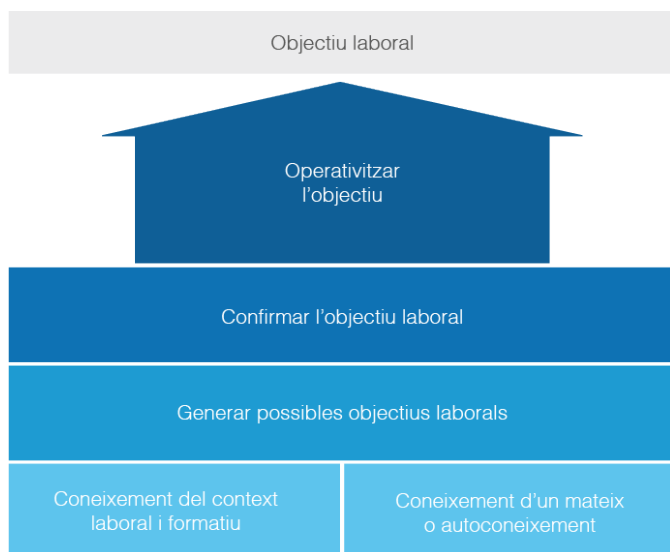 Objectiu laboral
Operativitzar
l’objectiu
Confirmar l’objectiu laboral
Generar possibles objectius laborals
Coneixement del context
laboral i formatiu
Coneixement d’un mateix
o autoconeixement